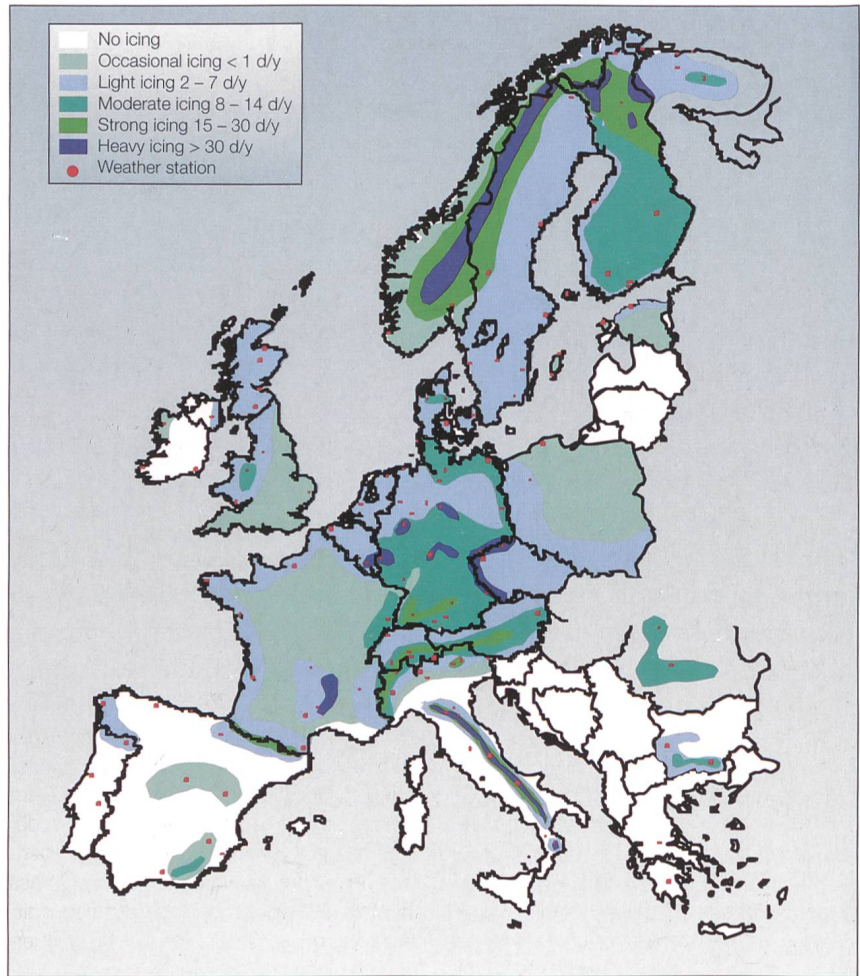 No icing
Occasional icing < 1 d/y
Light icing 2 – 7 d/y
Moderate icing 8 – 14 d/y
Strong icing 15 – 30 d/y
Heavy icing > 30 d/y
Weather station